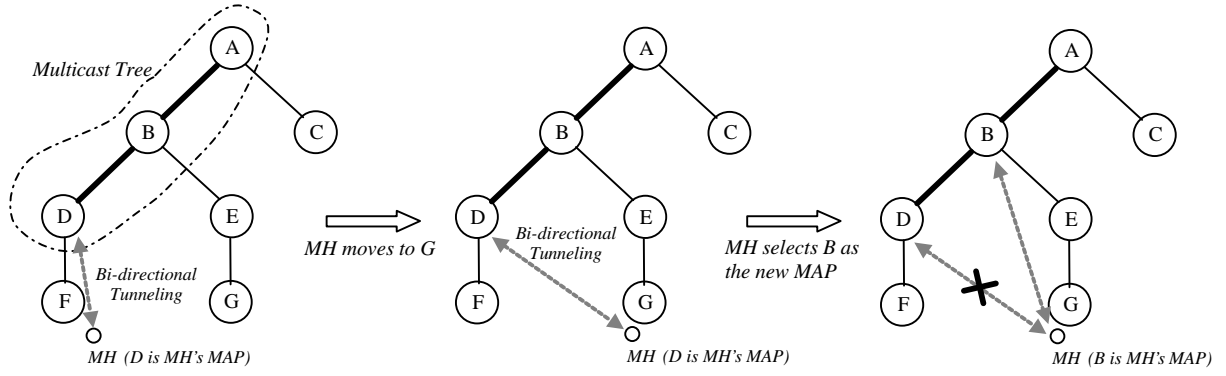 Multicast Tree
A
B
C
D
E
F
G
Bi-directional
Tunneling
MH (D is MH's MAP)
MH moves to G
A
B
C
D
E
F
G
Bi-directional
Tunneling
MH (D is MH's MAP)
MH selects B as
the new MAP
A
B
C
D
E
F
G
MH (B is MH's MAP)